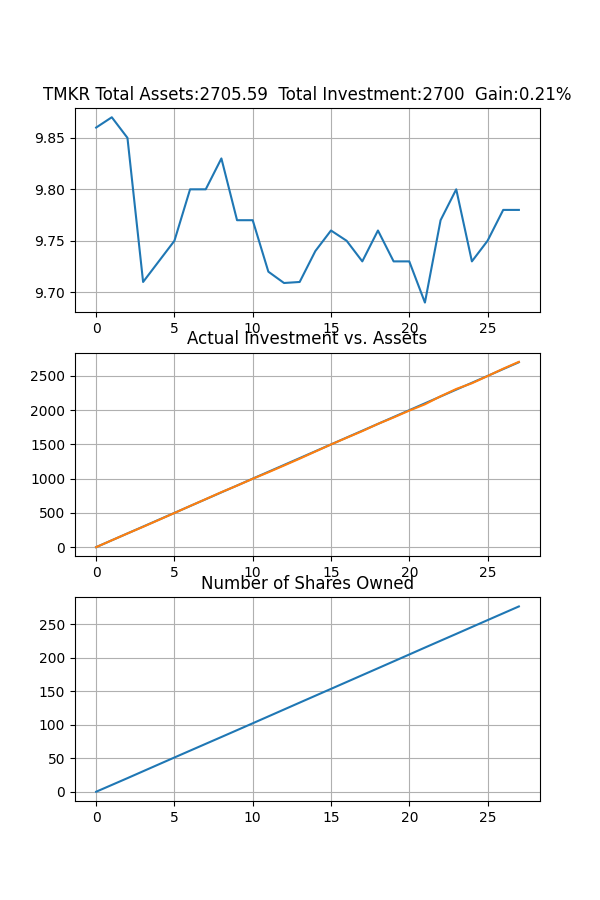 TMKR Total Assets:2705.59  Total Investment:2700  Gain:0.21%
9.85
9.80
9.75
9.70
0 5 10 15 20 25
Actual Investment vs. Assets
2500
2000
1500
1000
500
0
0 5 10 15 20 25
Number of Shares Owned
250
200
150
100
50
0
0 5 10 15 20 25